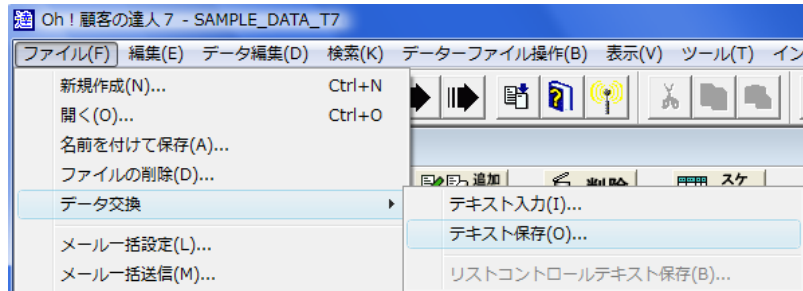 Oh！顧客の達人７ - SAMPLE_DATA_T7
ファイル(F) 編集(E) データ編集(D) 検索(K) データーファイル操作(B) 表示(V) ツール(T) イン
新規作成(N)... Ctrl+N
開く(O)... Ctrl+O
名前を付けて保存(A)...
ファイルの削除(D)...
追加 削除 スケ
データ交換
テキスト入力(I)...
テキスト保存(O)...
メール一括設定(L)...
メール一括送信(M)...
リストコントロールテキスト保存(B)...